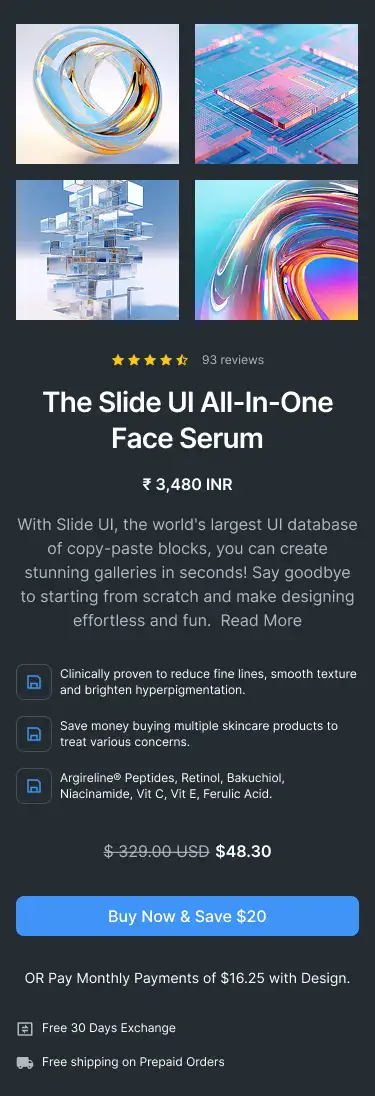 93 reviews
The Slide UI All-In-One
Face Serum
₹ 3,480 INR
With Slide UI, the world's largest UI database
of copy-paste blocks, you can create
stunning galleries in seconds! Say goodbye
to starting from scratch and make designing
effortless and fun. Read More
Clinically proven to reduce fine lines, smooth texture
and brighten hyperpigmentation.
Save money buying multiple skincare products to
treat various concerns.
Argireline® Peptides, Retinol, Bakuchiol,
Niacinamide, Vit C, Vit E, Ferulic Acid.
$ 329.00 USD $48.30
Buy Now & Save $20
OR Pay Monthly Payments of $16.25 with Design.
Free 30 Days Exchange
Free shipping on Prepaid Orders